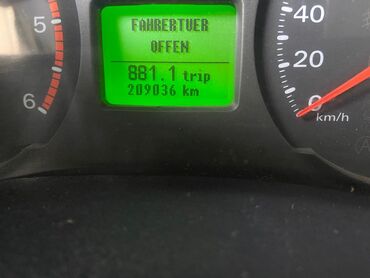 FAHRERTUER
OFFEN
881.1 trip
209036 km
5
6
40
20
0
km/h